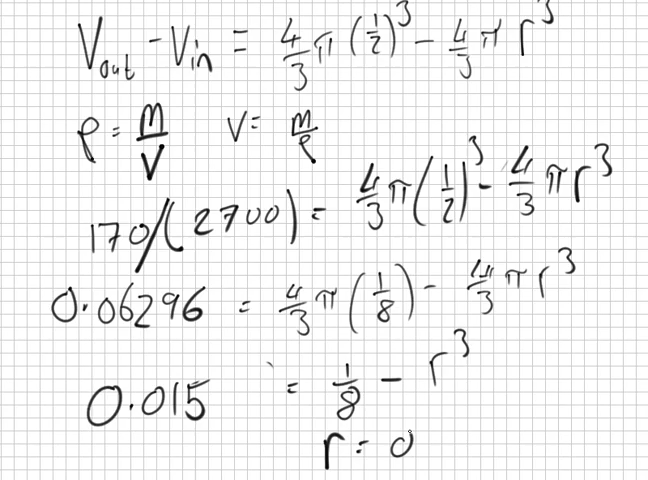 V_out - V_in = 4/3 π (1/2)^3 - 4/3 π r^3
ρ = m/V   V = m/ρ
170/(2700) = 4/3 π (1/2)^3 - 4/3 π r^3
0.06296 = 4/3 π (1/8) - 4/3 π r^3
0.015 = 1/8 - r^3
r = 0